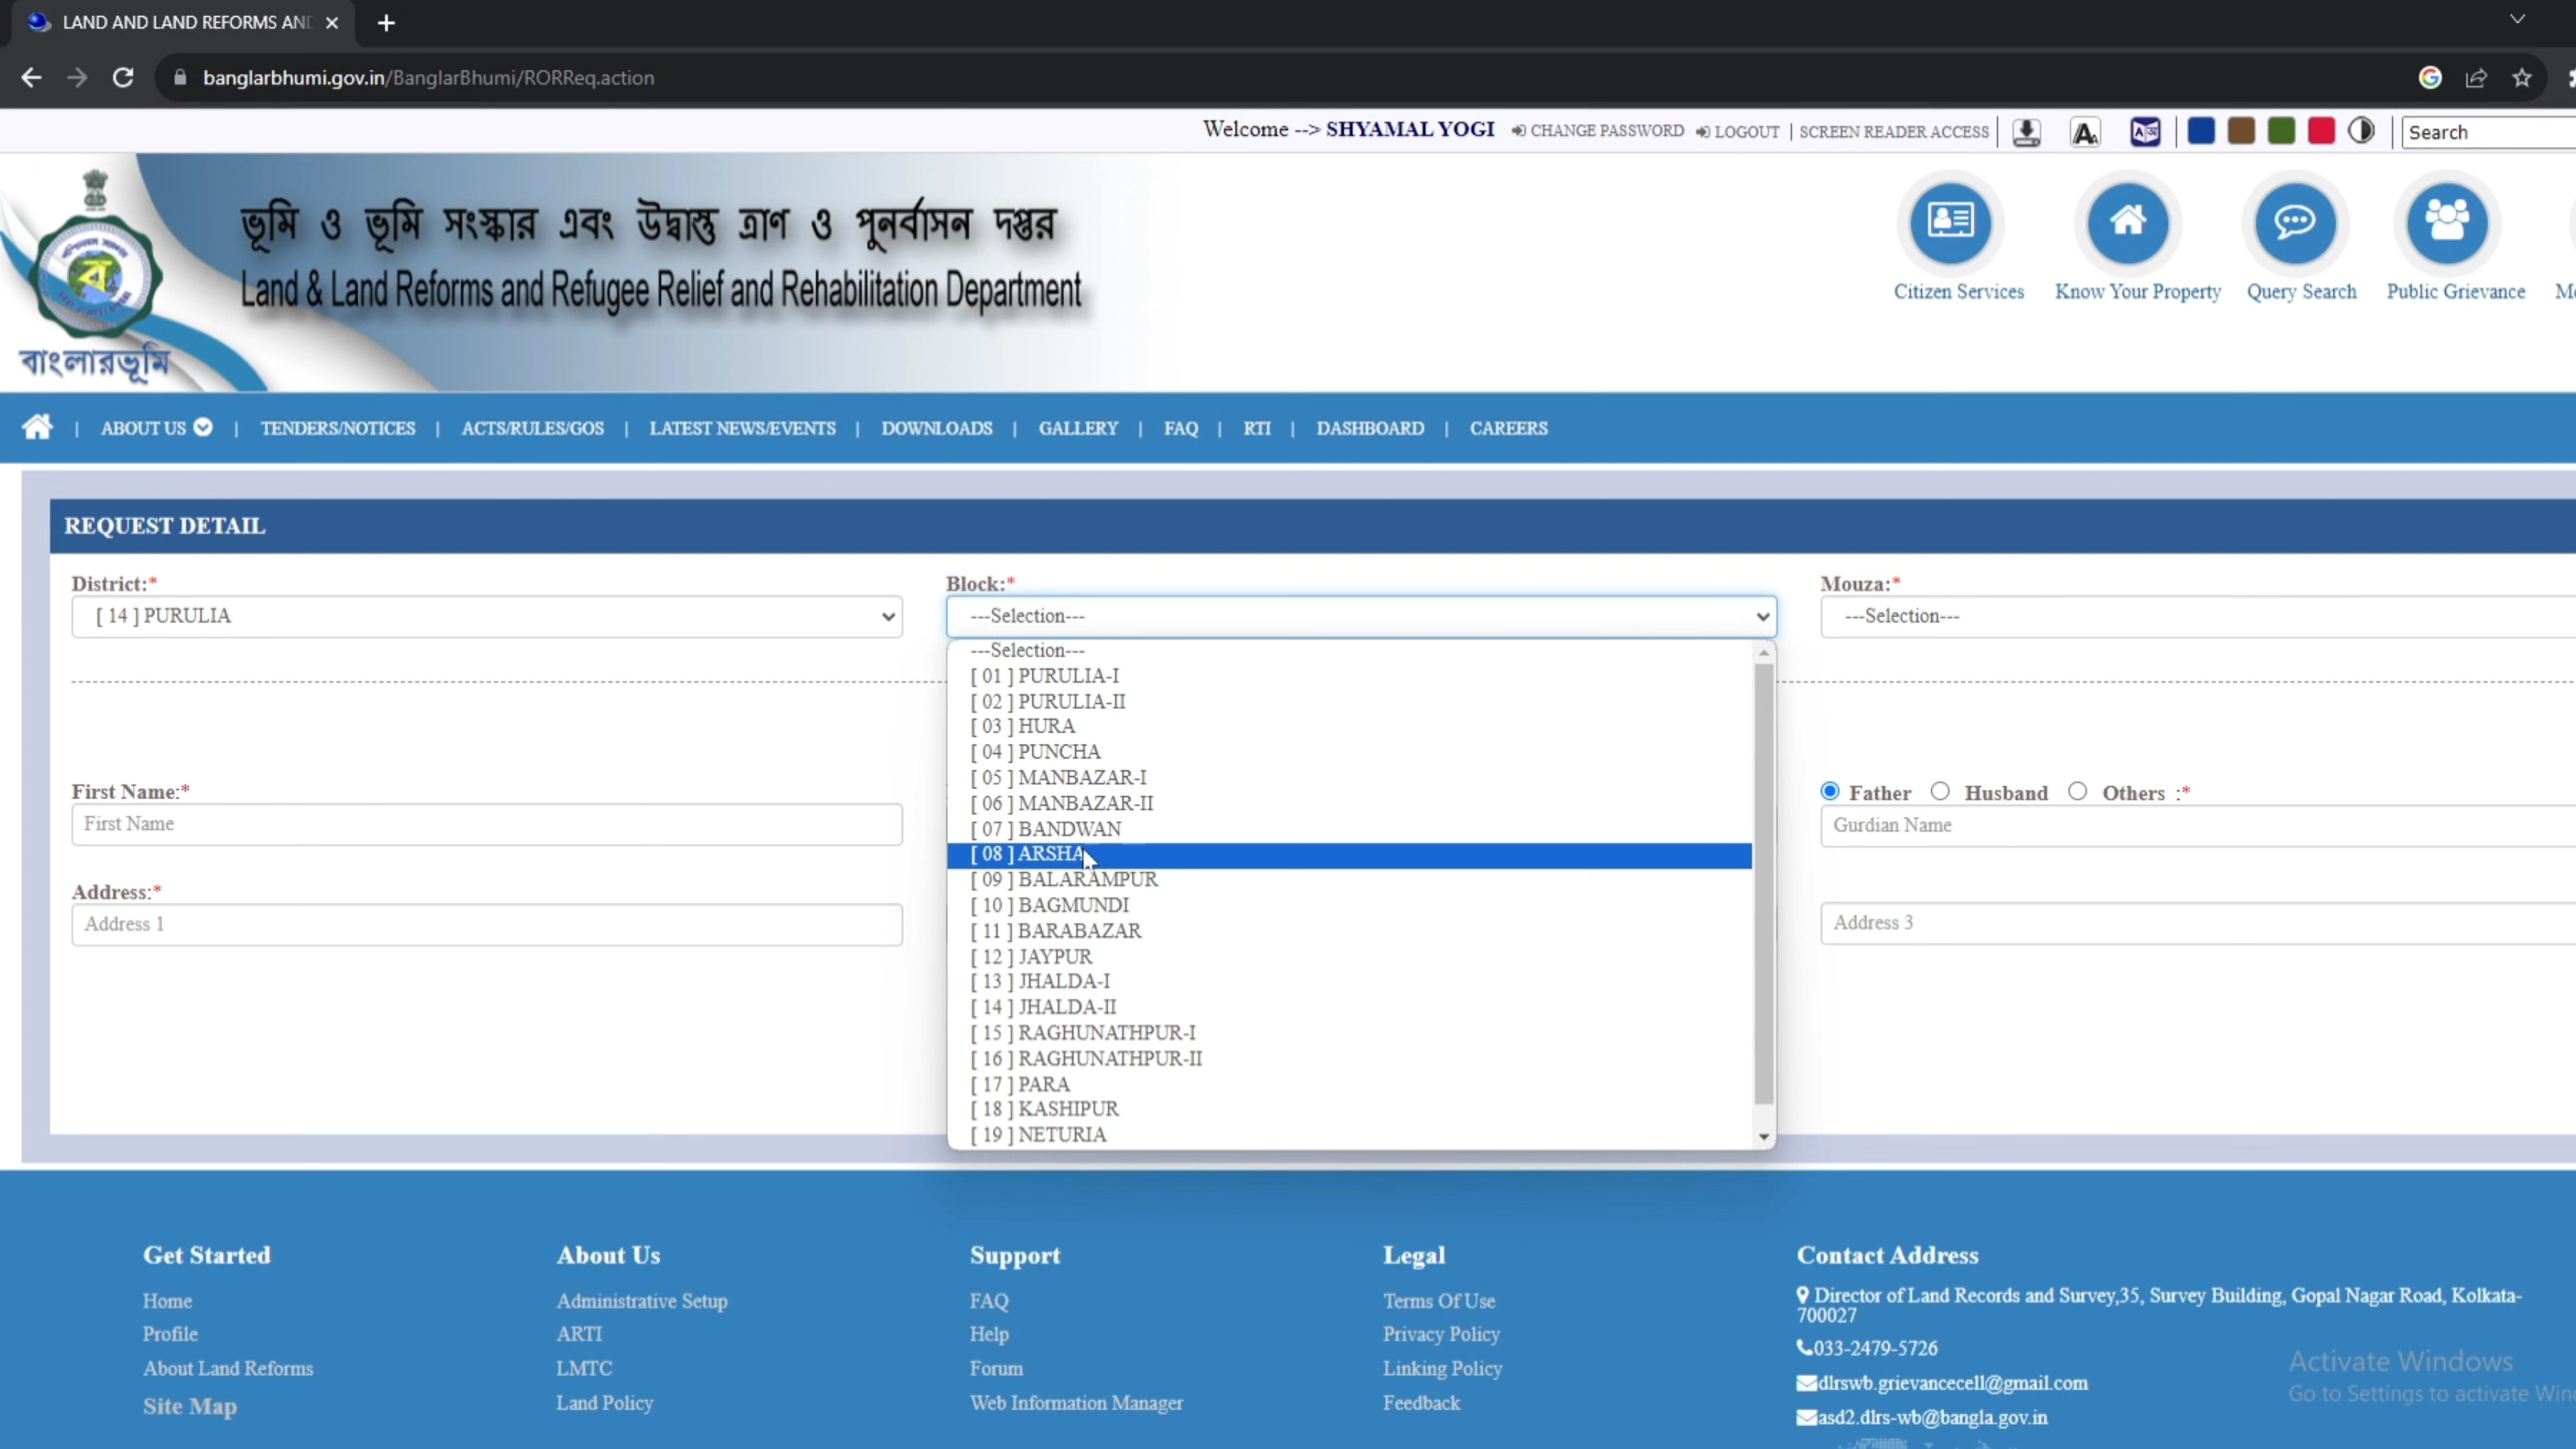 LAND AND LAND REFORMS AND
banglarbhumi.gov.in/BanglarBhumi/RORReq.action
Welcome --> SHYAMAL YOGI CHANGE PASSWORD LOGOUT | SCREEN READER ACCESS Search
ভূমি ও ভূমি সংস্কার এবং উদ্বাস্তু ত্রাণ ও পুনর্বাসন দপ্তর
Land & Land Reforms and Refugee Relief and Rehabilitation Department
বাংলারভূমি
Citizen Services Know Your Property Query Search Public Grievance
ABOUT US | TENDERS/NOTICES | ACTS/RULES/GOS | LATEST NEWS/EVENTS | DOWNLOADS | GALLERY | FAQ | RTI | DASHBOARD | CAREERS
REQUEST DETAIL
District:* Block:* Mouza:*
[ 14 ] PURULIA ---Selection--- ---Selection---
---Selection---
[ 01 ] PURULIA-I
[ 02 ] PURULIA-II
[ 03 ] HURA
[ 04 ] PUNCHA
[ 05 ] MANBAZAR-I
[ 06 ] MANBAZAR-II
[ 07 ] BANDWAN
[ 08 ] ARSHA
[ 09 ] BALARAMPUR
[ 10 ] BAGMUNDI
[ 11 ] BARABAZAR
[ 12 ] JAYPUR
[ 13 ] JHALDA-I
[ 14 ] JHALDA-II
[ 15 ] RAGHUNATHPUR-I
[ 16 ] RAGHUNATHPUR-II
[ 17 ] PARA
[ 18 ] KASHIPUR
[ 19 ] NETURIA
First Name:* Father Husband Others :*
First Name Gurdian Name
Address:*
Address 1 Address 3
Get Started
Home
Profile
About Land Reforms
Site Map
About Us
Administrative Setup
ARTI
LMTC
Land Policy
Support
FAQ
Help
Forum
Web Information Manager
Legal
Terms Of Use
Privacy Policy
Linking Policy
Feedback
Contact Address
Director of Land Records and Survey,35, Survey Building, Gopal Nagar Road, Kolkata-
700027
033-2479-5726
dlrswb.grievancecell@gmail.com
asd2.dlrs-wb@bangla.gov.in
Activate Windows
Go to Settings to activate